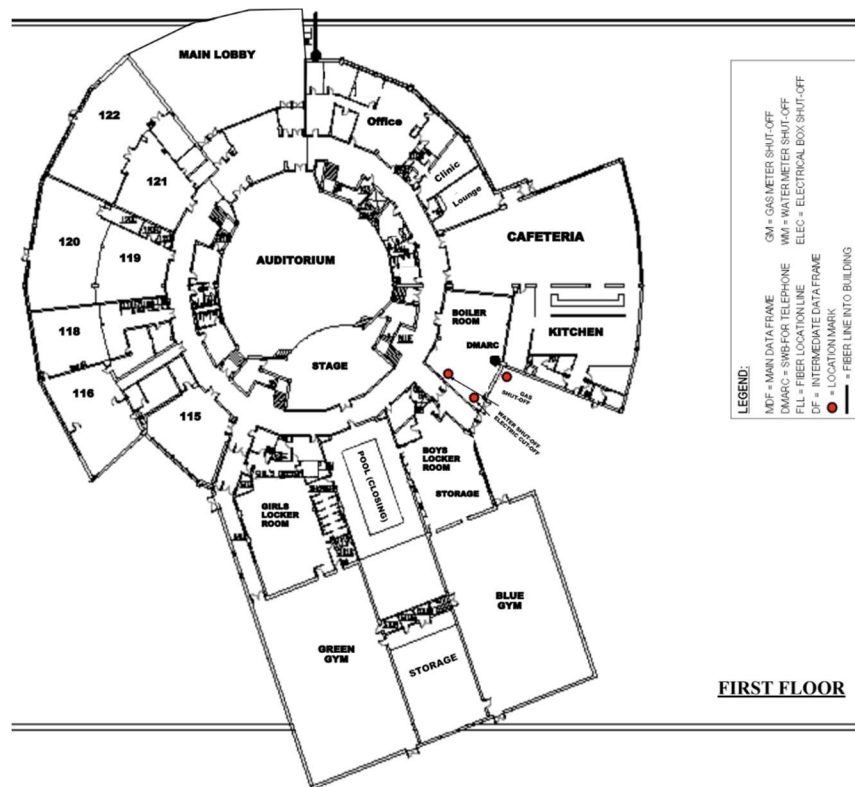 MAIN LOBBY
122
Office
121
Clinic
Lounge
120
119
CAFETERIA
AUDITORIUM
118
BOILER
ROOM
KITCHEN
DMARC
STAGE
116
115
GAS
SHUT-OFF
WATER SHUT-OFF
ELECTRIC CUT-OFF
POOL (CLOSING)
BOYS
LOCKER
ROOM
STORAGE
GIRLS
LOCKER
ROOM
BLUE
GYM
GREEN
GYM
STORAGE
LEGEND:
MDF = MAIN DATA FRAME
DMARC = SWB-FOR TELEPHONE
FLL = FIBER LOCATION LINE
DF = INTERMEDIATE DATA FRAME
= LOCATION MARK
= FIBER LINE INTO BUILDING
GM = GAS METER SHUT-OFF
WM = WATER METER SHUT-OFF
ELEC = ELECTRICAL BOX SHUT-OFF
FIRST FLOOR